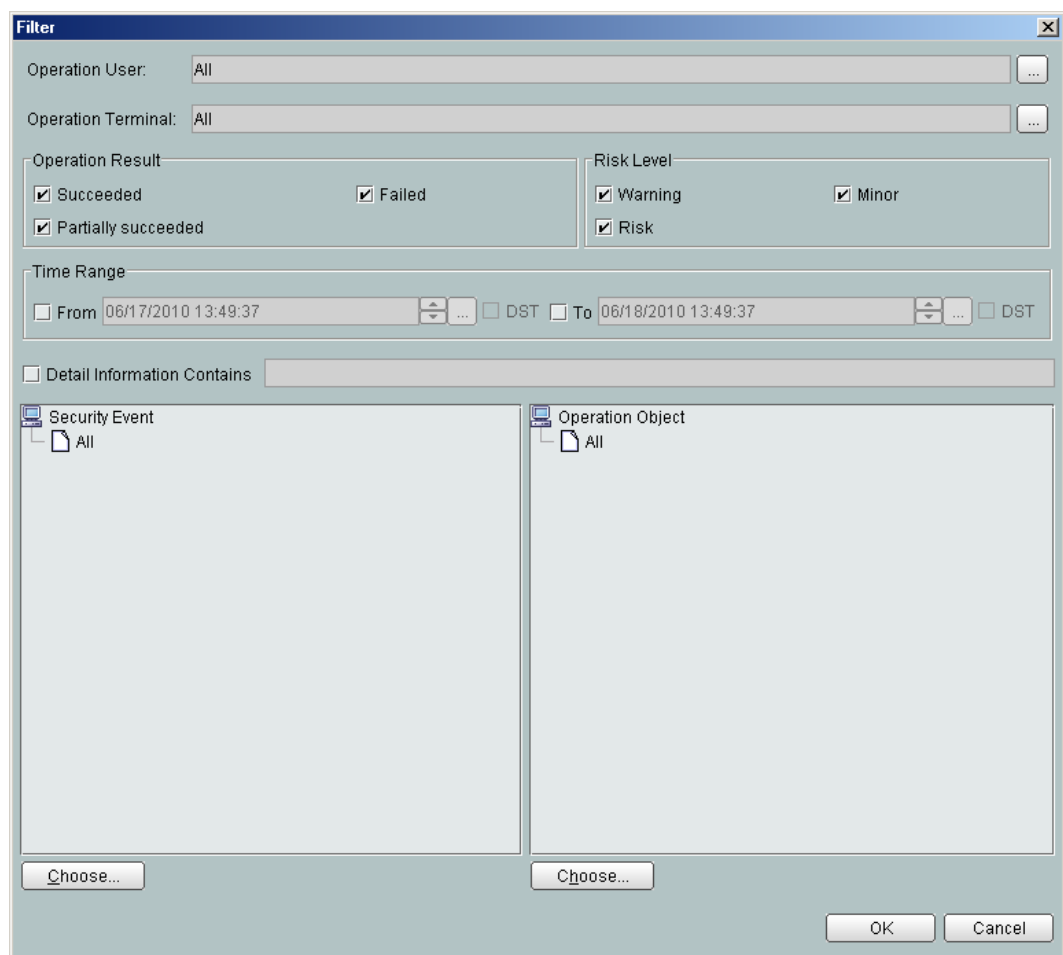 Filter
Operation User: All ...
Operation Terminal: All ...
Operation Result
Succeeded Failed
Partially succeeded
Risk Level
Warning Minor
Risk
Time Range
From 06/17/2010 13:49:37 ... DST To 06/18/2010 13:49:37 ... DST
Detail Information Contains
Security Event
All
Operation Object
All
Choose... Choose...
OK Cancel